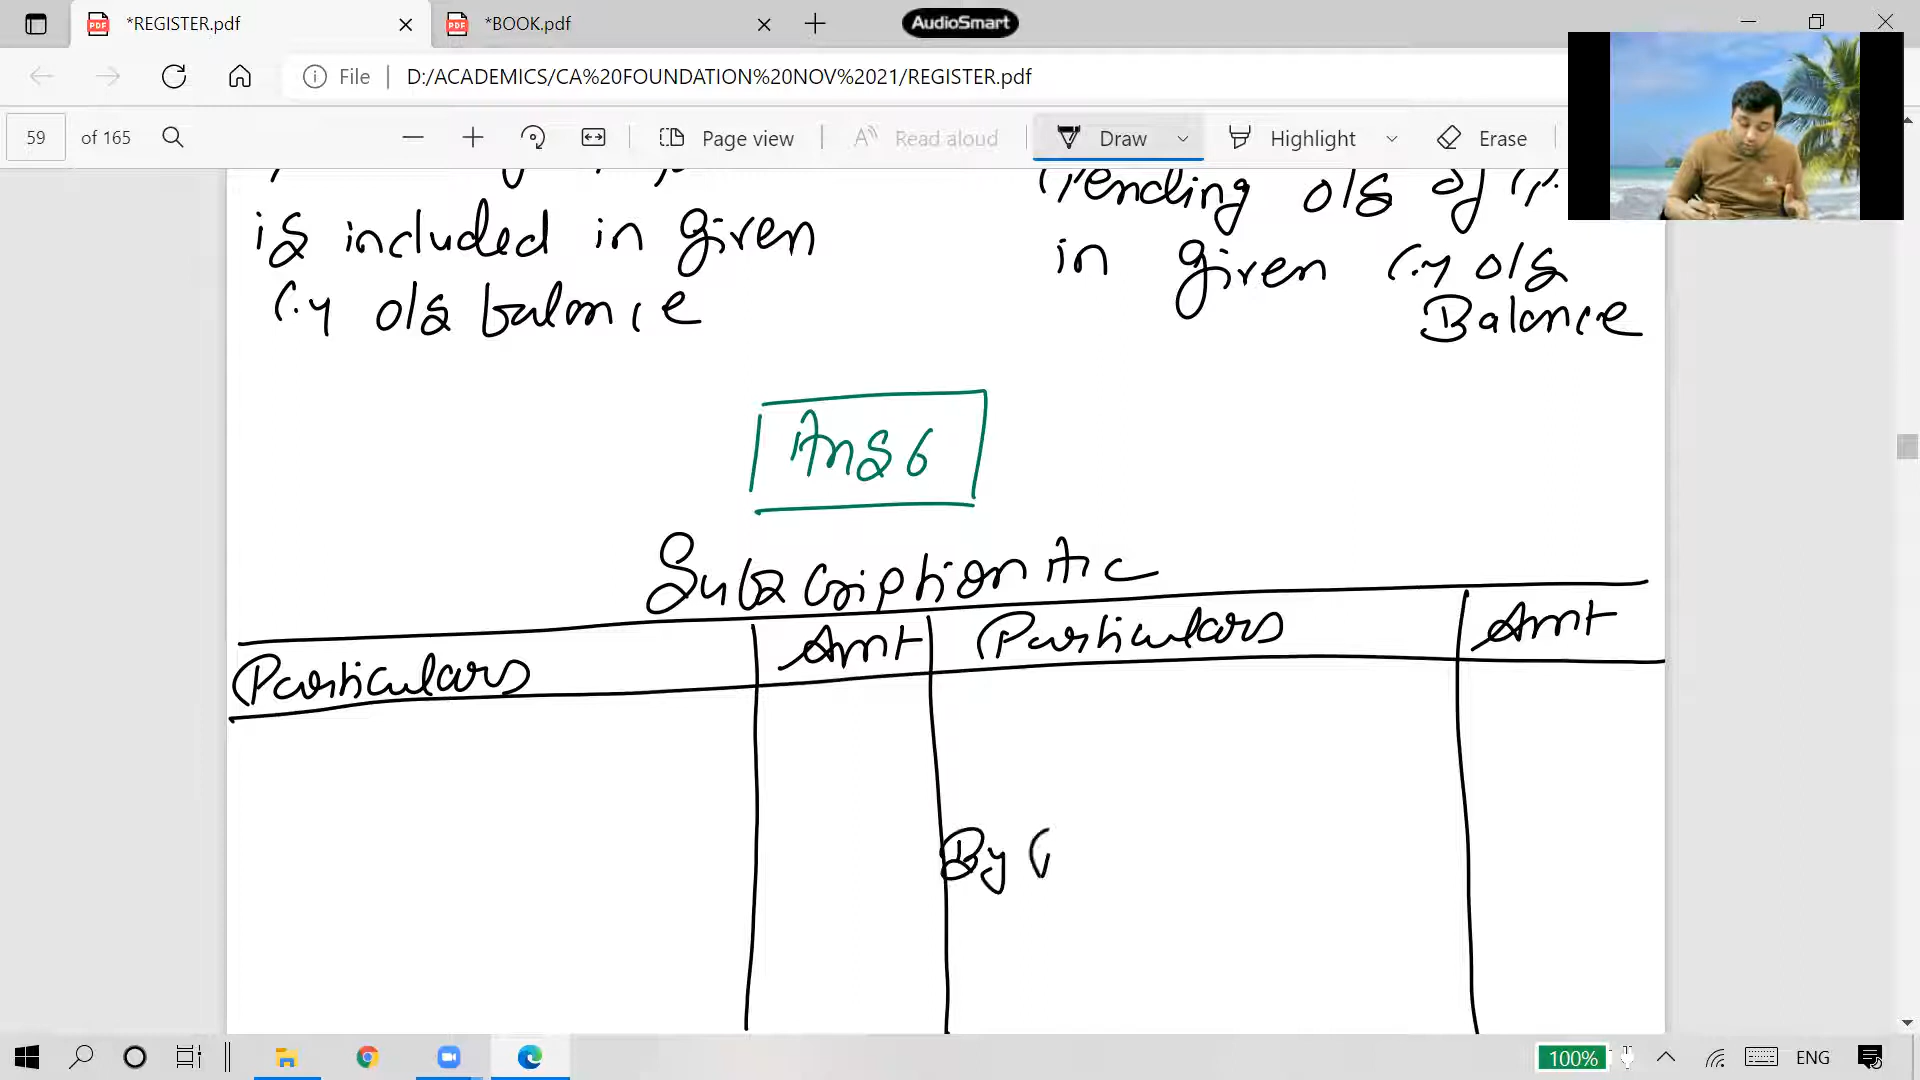 *REGISTER.pdf
*BOOK.pdf
AudioSmart
File
D:/ACADEMICS/CA%20FOUNDATION%20NOV%2021/REGISTER.pdf
59
of 165
Page view
Read aloud
Draw
Highlight
Erase
is included in given
C.y o/s balance
Pending o/s of
in given C.y o/s
Balance
Ans 6
Subscription A/c
Particulars
Amt
Particulars
Amt
By
100%
ENG